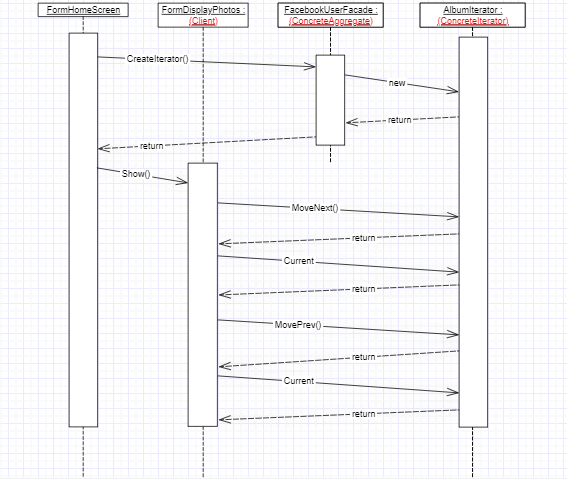 FormHomeScreen
FormDisplayPhotos :
(Client)
FacebookUserFacade :
(ConcreteAggregate)
AlbumIterator :
(ConcreteIterator)
CreateIterator()
new
return
return
Show()
MoveNext()
return
Current
return
MovePrev()
return
Current
return